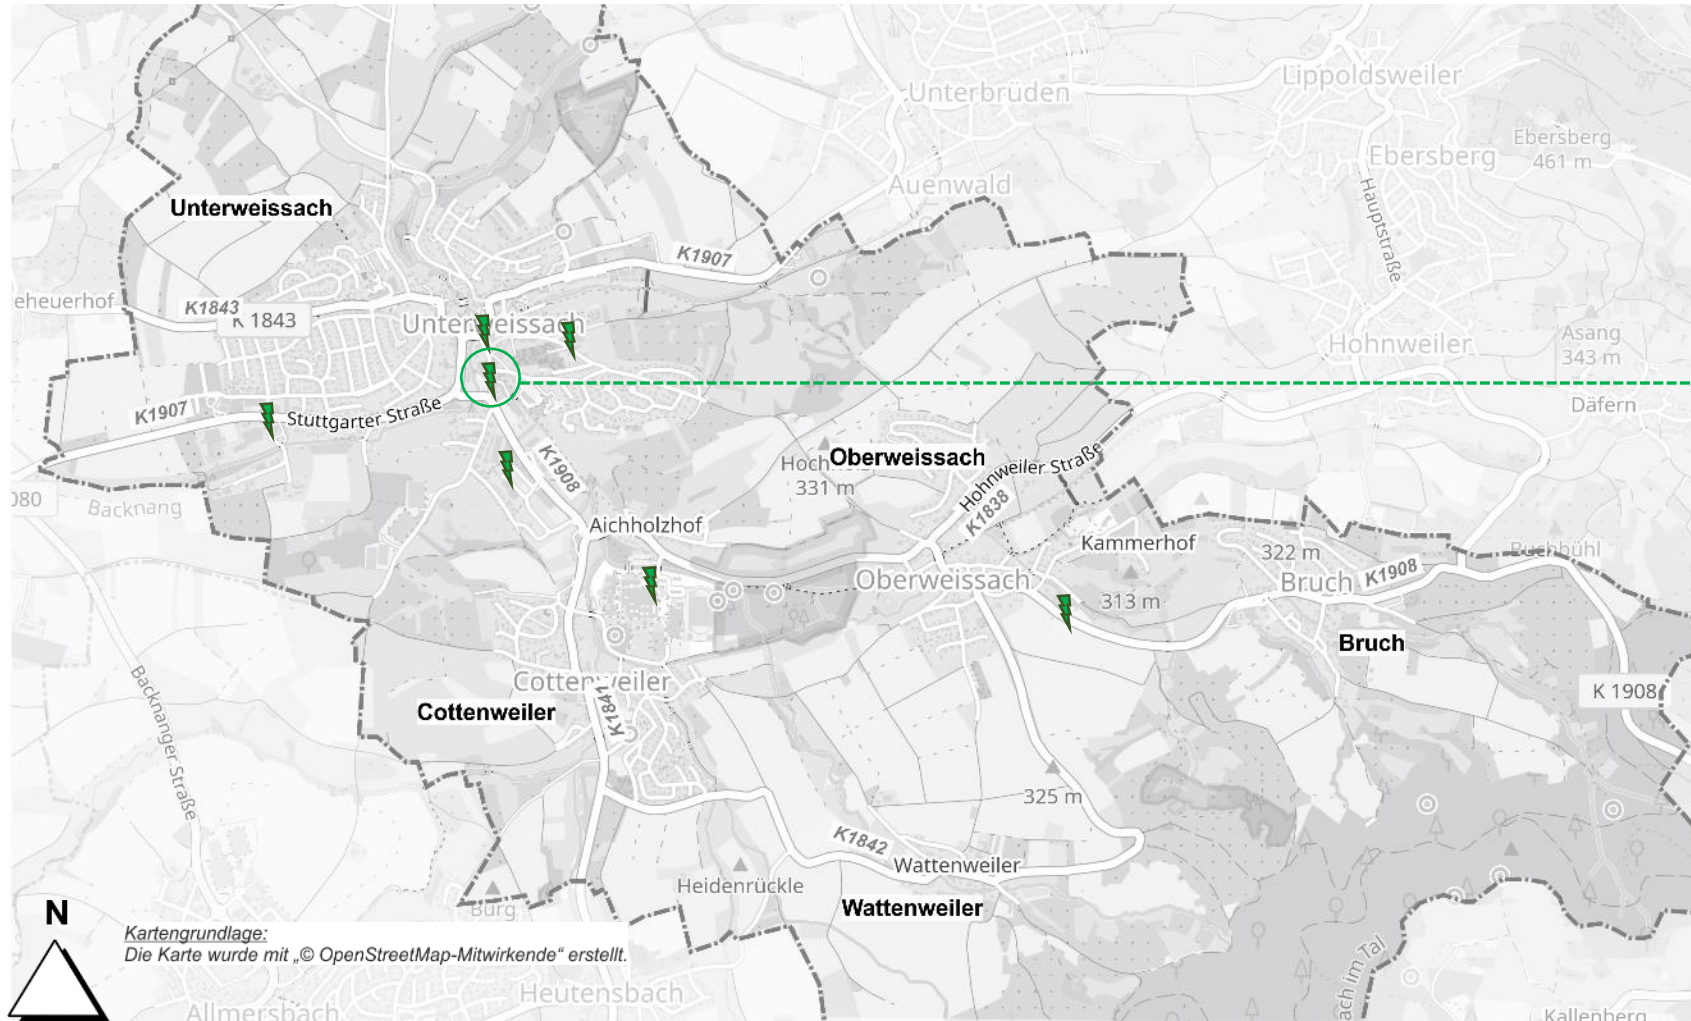 Lippoldsweiler
Unterbrüden
Ebersberg
461 m
Ebersberg
Auenwald
Hauptstraße
Unterweissach
K1907
eheuerhof
K1843
K 1843
Unterweissach
Asang
343 m
Hohnweiler
Däfern
K1907
Stuttgarter Straße
Oberweissach
331 m
Hohnweiler Straße
K1908
K1838
080
Backnang
Aichholzhof
Kammerhof
322 m
Buchbühl
Oberweissach
Bruch
K1908
313 m
Bruch
Cottenweiler
K1841
K 1908
Cottenweiler
Backnanger Straße
325 m
K1842
Wattenweiler
Heidenrückle
Wattenweiler
Burg
N
Kartengrundlage:
Die Karte wurde mit „© OpenStreetMap-Mitwirkende“ erstellt.
ach im Tal
Heutensbach
Allmersbach
Kallenberg